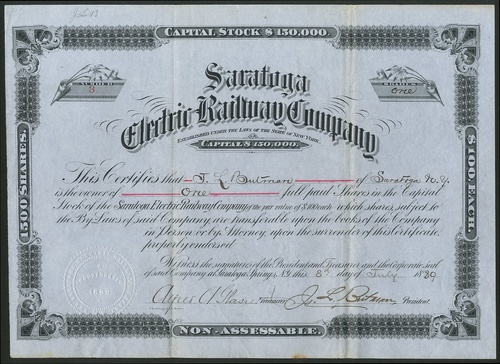 CAPITAL STOCK $150,000
NUMBER
8
SHARES
One
Saratoga
Electric Railway Company
ESTABLISHED UNDER THE LAWS OF THE STATE OF NEW YORK.
CAPITAL $150,000.
1500 SHARES.
$100 EACH.
This Certifies that J. L. Butman of Saratoga N.Y.
is the owner of One full paid Shares in the Capital
Stock of the Saratoga Electric Railway Company, (the par value of $100 each) which shares, subject to
the By-Laws of said Company are transferable upon the books of the Company
in Person or by Attorney upon the surrender of this Certificate
properly endorsed
Witness the signatures of the President and Treasurer and the corporate seal
of said Company at Saratoga Springs, N.Y. this 8th day of July
Treasurer
President
NON-ASSESSABLE.